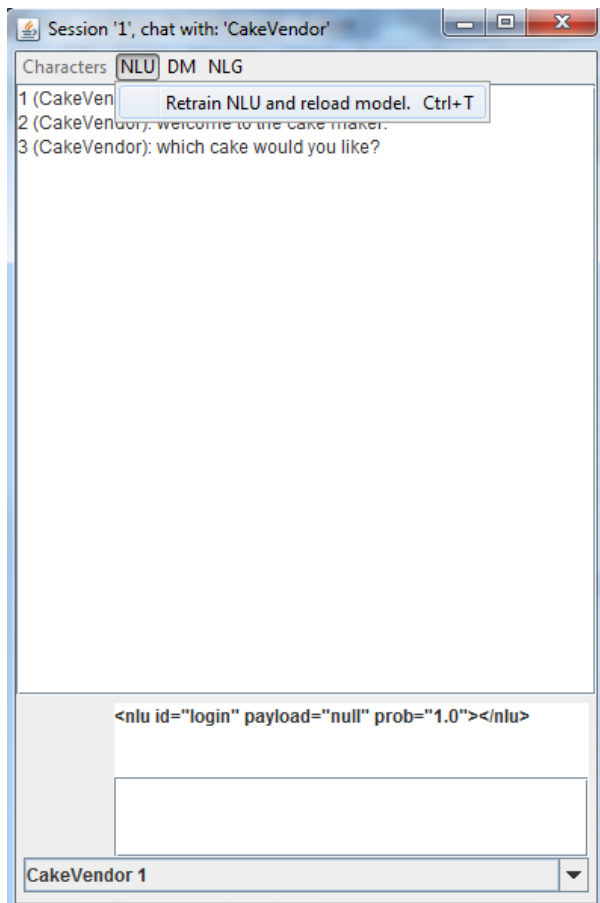 Session '1', chat with: 'CakeVendor'
Characters NLU DM NLG
Retrain NLU and reload model. Ctrl+T
1 (CakeVen
2 (CakeVendor): welcome to the cake maker.
3 (CakeVendor): which cake would you like?
<nlu id="login" payload="null" prob="1.0"></nlu>
CakeVendor 1